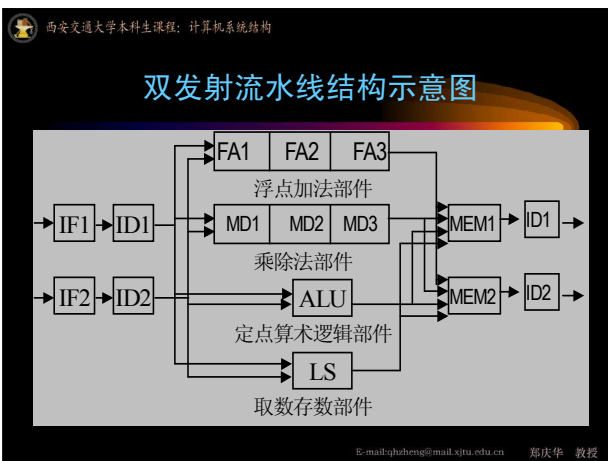 西安交通大学本科生课程：计算机系统结构
双发射流水线结构示意图
FA1 FA2 FA3
浮点加法部件
IF1 ID1 MD1 MD2 MD3 MEM1 ID1
乘除法部件
IF2 ID2 ALU MEM2 ID2
定点算术逻辑部件
LS
取数存数部件
E-mail:qhzheng@mail.xjtu.edu.cn 郑庆华 教授